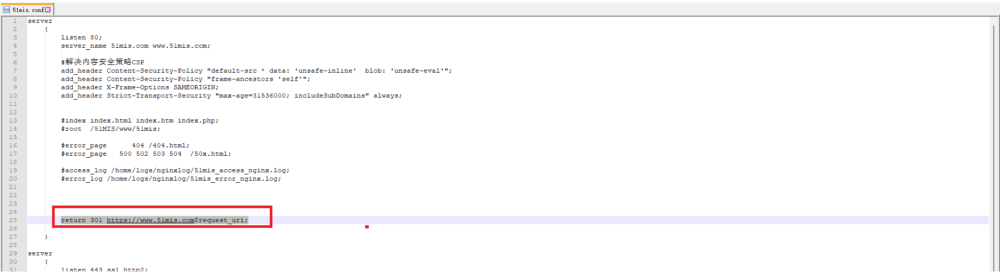 51mis.conf
1 server
2 {
3 listen 80;
4 server_name 51mis.com www.51mis.com;
5
6 #解决内容安全策略CSP
7 add_header Content-Security-Policy "default-src * data: 'unsafe-inline'  blob: 'unsafe-eval'";
8 add_header Content-Security-Policy "frame-ancestors 'self'";
9 add_header X-Frame-Options SAMEORIGIN;
10 add_header Strict-Transport-Security "max-age=31536000; includeSubDomains" always;
11
12
13 #index index.html index.htm index.php;
14 #root  /51MIS/www/51mis;
15
16 #error_page      404 /404.html;
17 #error_page   500 502 503 504  /50x.html;
18
19 #access_log /home/logs/nginxlog/51mis_access_nginx.log;
20 #error_log /home/logs/nginxlog/51mis_error_nginx.log;
21
22
23
24
25 return 301 https://www.51mis.com$request_uri;
26
27 }
28
29 server
30 {
31 listen 443 ssl http2;